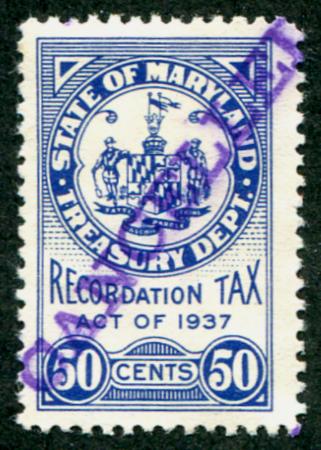 STATE OF MARYLAND
TREASURY DEPT.
RECORDATION TAX
ACT OF 1937
50 CENTS 50
CANCELLED